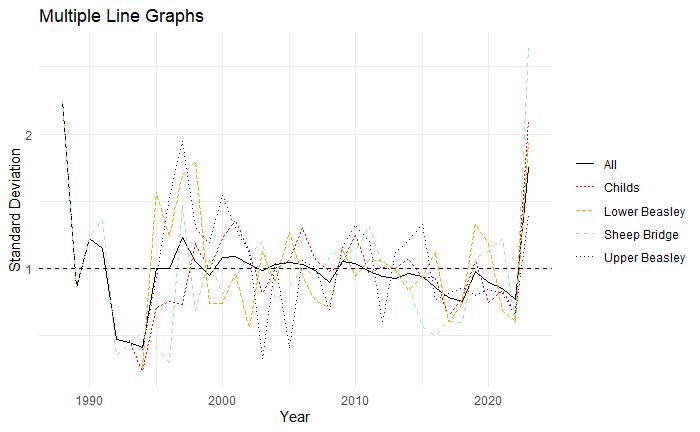 Multiple Line Graphs
Standard Deviation
2
1
1990
2000
2010
2020
Year
All
Childs
Lower Beasley
Sheep Bridge
Upper Beasley